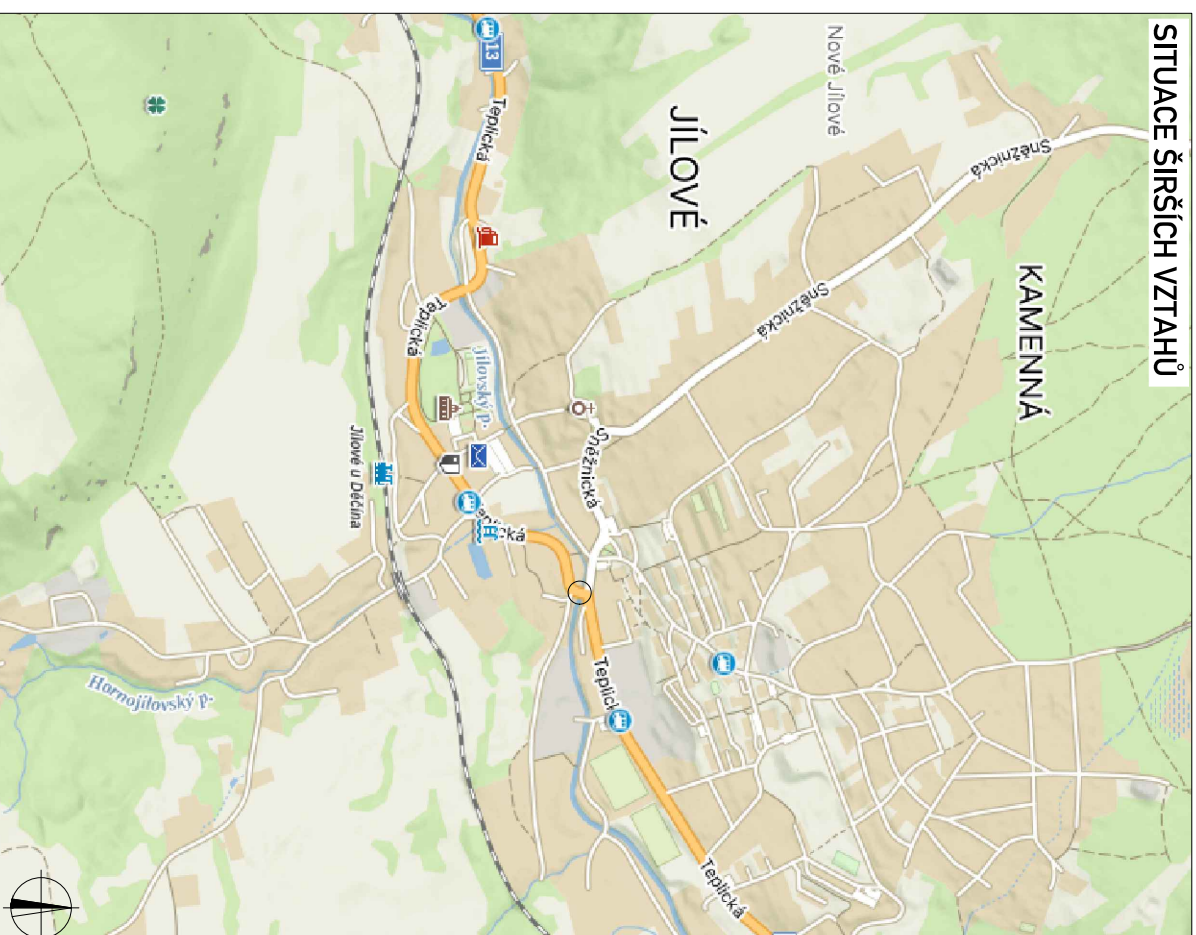 SITUACE ŠIRŠÍCH VZTAHŮ
KAMENNÁ
Nové Jílové
JÍLOVÉ
Sněžnická
Sněžnická
Sněžnická
13
Teplická
Teplická
Jílovský p.
Jílové u Děčína
Teplická
Teplická
Hornojílovský p.